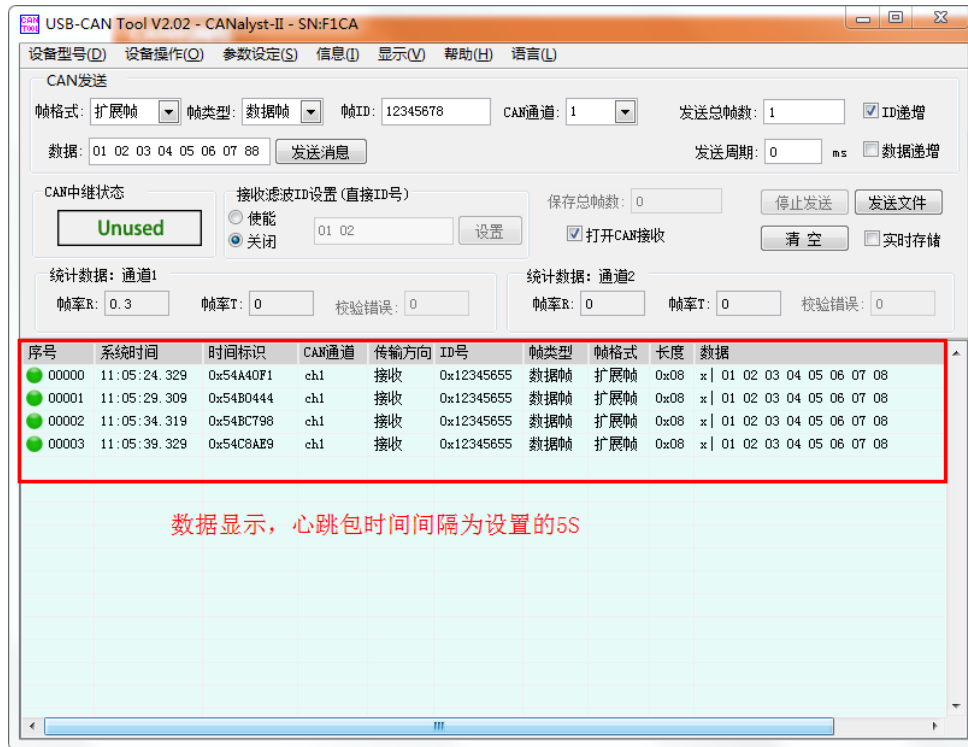 CAN TOOL USB-CAN Tool V2.02 - CANalyst-II - SN:F1CA
设备型号(D) 设备操作(O) 参数设定(S) 信息(I) 显示(V) 帮助(H) 语言(L)
CAN发送
帧格式: 扩展帧 帧类型: 数据帧 帧ID: 12345678 CAN通道: 1 发送总帧数: 1 ID递增
数据: 01 02 03 04 05 06 07 88 发送消息 发送周期: 0 ms 数据递增
CAN中继状态 接收滤波ID设置(直接ID号)
Unused 使能 关闭 01 02 设置
保存总帧数: 0 停止发送 发送文件
打开CAN接收 清空 实时存储
统计数据: 通道1 统计数据: 通道2
帧率R: 0.3 帧率T: 0 校验错误: 0 帧率R: 0 帧率T: 0 校验错误: 0
序号 系统时间 时间标识 CAN通道 传输方向 ID号 帧类型 帧格式 长度 数据
00000 11:05:24.329 0x54A40F1 ch1 接收 0x12345655 数据帧 扩展帧 0x08 x| 01 02 03 04 05 06 07 08
00001 11:05:29.309 0x54B0444 ch1 接收 0x12345655 数据帧 扩展帧 0x08 x| 01 02 03 04 05 06 07 08
00002 11:05:34.319 0x54BC798 ch1 接收 0x12345655 数据帧 扩展帧 0x08 x| 01 02 03 04 05 06 07 08
00003 11:05:39.329 0x54C8AE9 ch1 接收 0x12345655 数据帧 扩展帧 0x08 x| 01 02 03 04 05 06 07 08
数据显示，心跳包时间间隔为设置的5S